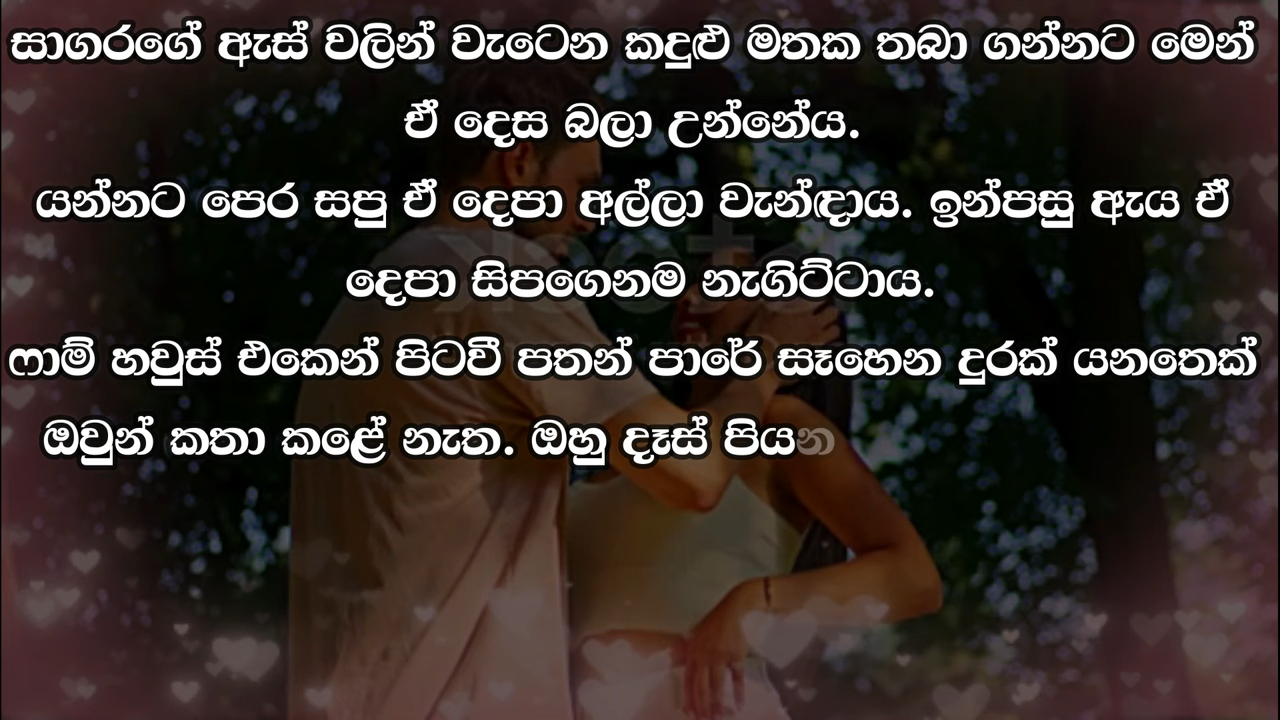 සාගරගේ ඇස් වලින් වැටෙන කදුළු මතක තබා ගන්නට මෙන්
ඒ දෙස බලා උන්නේය.
යන්නට පෙර සපු ඒ දෙපා අල්ලා වැන්ඳාය. ඉන්පසු ඇය ඒ
දෙපා සිපගෙනම නැගිට්ටාය.
ෆාම් හවුස් එකෙන් පිටවී පතන් පාරේ සෑහෙන දුරක් යනතෙක්
ඔවුන් කතා කළේ නැත. ඔහු දෑස් පියන